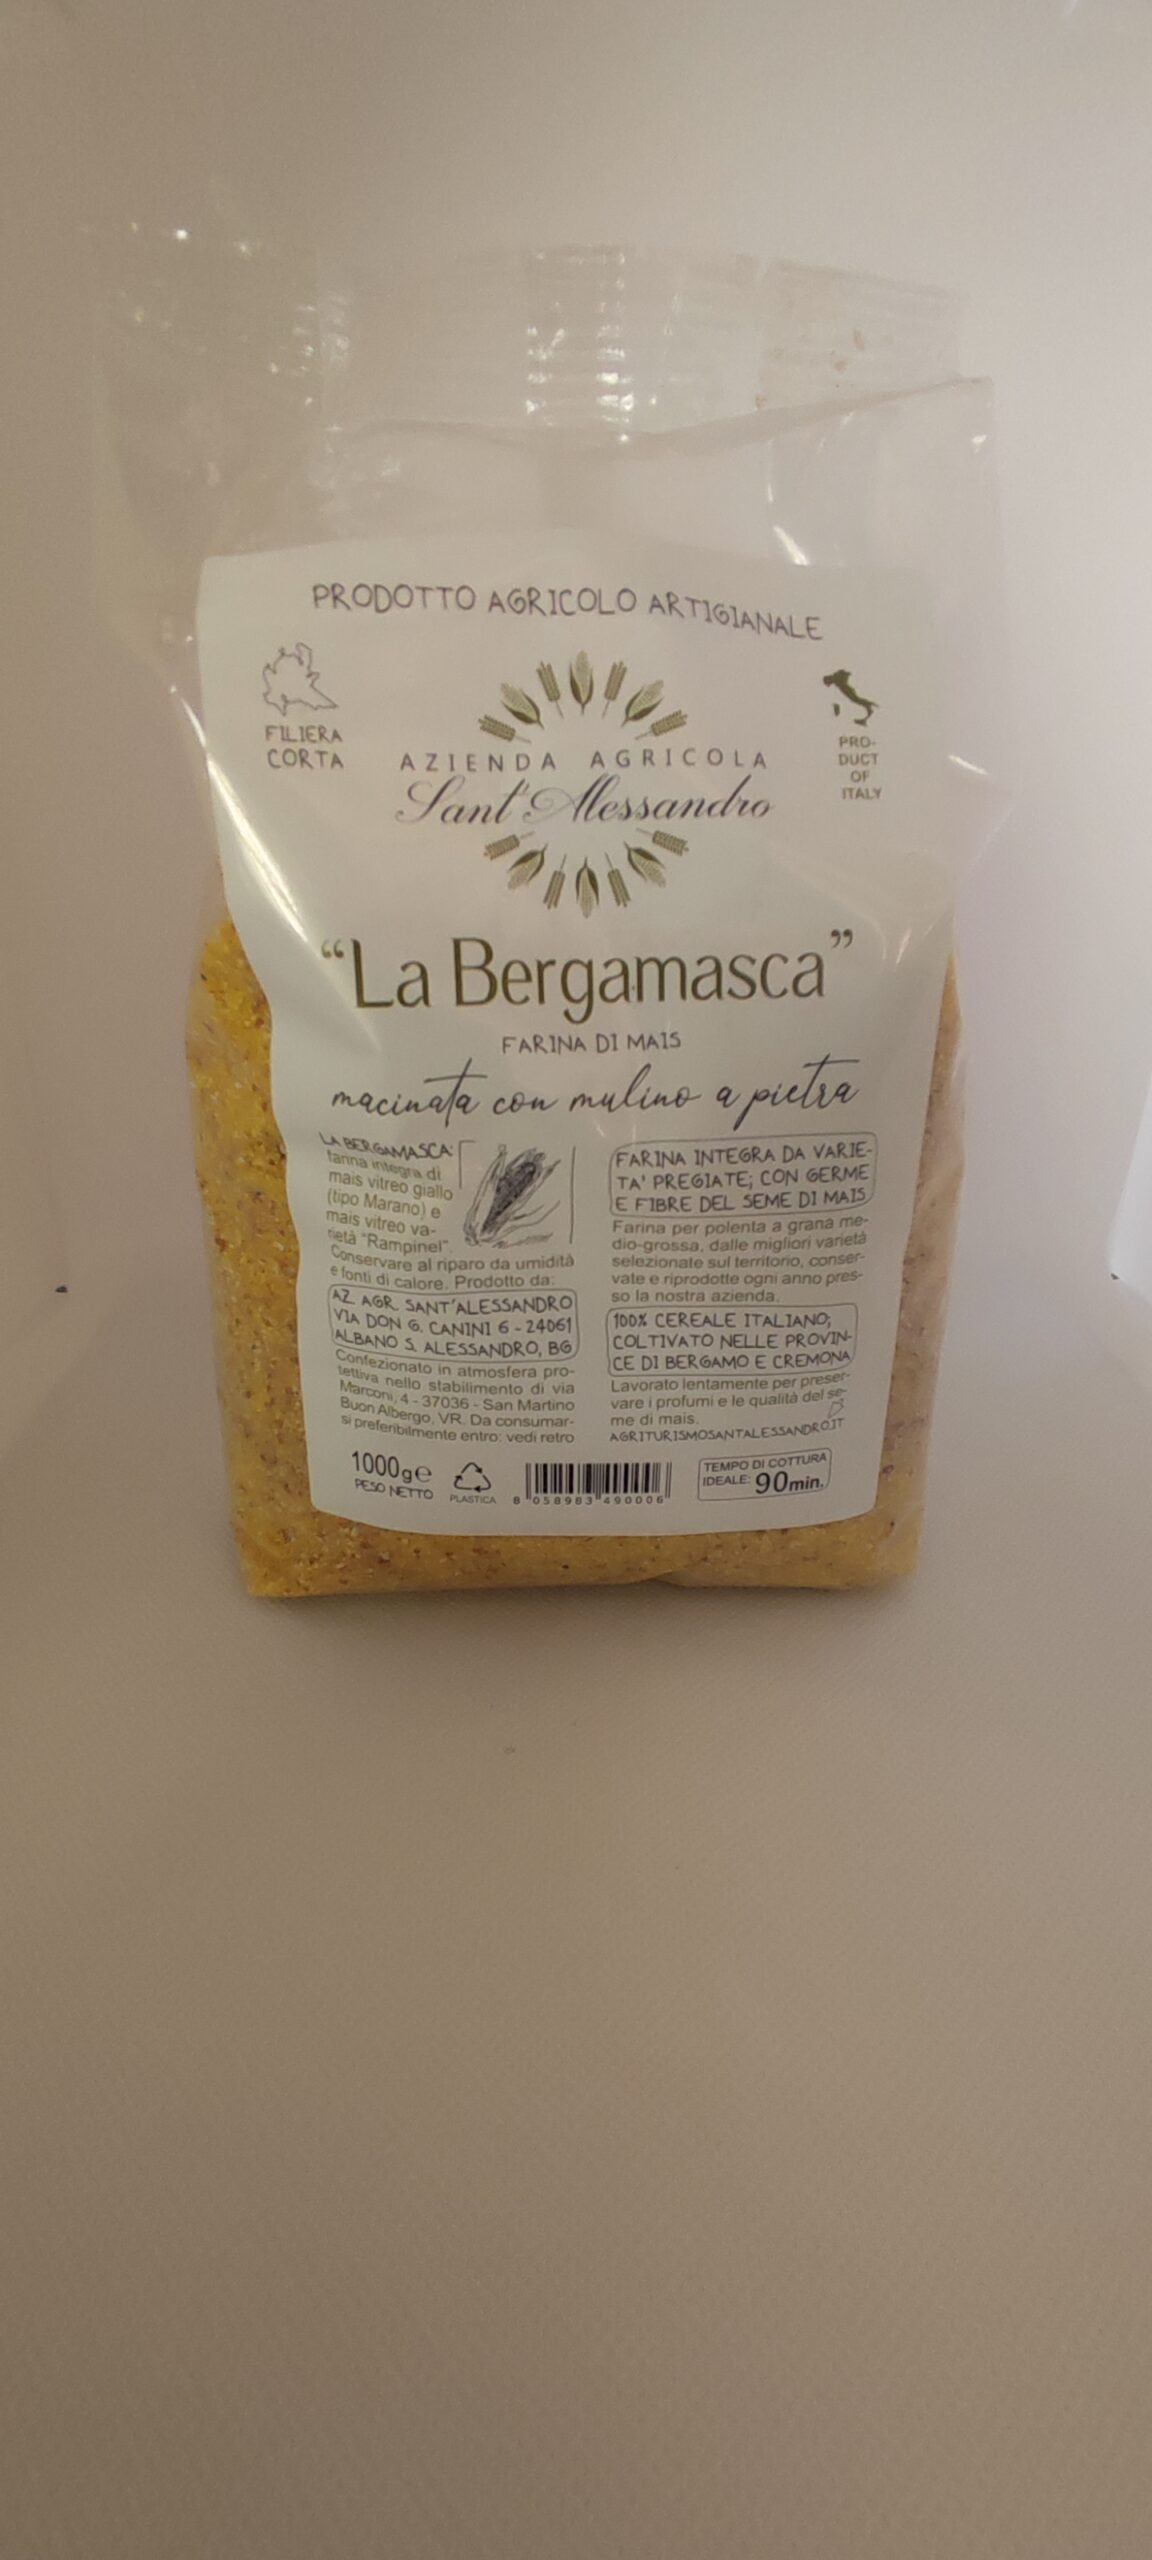 PRODOTTO AGRICOLO ARTIGIANALE
FILIERA
CORTA
AZIENDA AGRICOLA
Sant'Alessandro
PRO-
DUCT
OF
ITALY
“La Bergamasca”
FARINA DI MAIS
macinata con mulino a pietra
LA BERGAMASCA:
farina integra di
mais vitreo giallo
(tipo Marano) e
mais vitreo va-
rietà "Rampinel".
Conservare al riparo da umidità
e fonti di calore. Prodotto da:
AZ. AGR. SANT'ALESSANDRO
VIA DON G. CANINI 6 - 24061
ALBANO S. ALESSANDRO, BG
Confezionato in atmosfera pro-
tettiva nello stabilimento di via
Marconi, 4 - 37036 - San Martino
Buon Albergo, VR. Da consumar-
si preferibilmente entro: vedi retro
FARINA INTEGRA DA VARIE-
TA' PREGIATE; CON GERME
E FIBRE DEL SEME DI MAIS
Farina per polenta a grana me-
dio-grossa, dalle migliori varietà
selezionate sul territorio, conser-
vate e riprodotte ogni anno pres-
so la nostra azienda.
100% CEREALE ITALIANO;
COLTIVATO NELLE PROVIN-
CE DI BERGAMO E CREMONA
Lavorato lentamente per preser-
vare i profumi e le qualità del se-
me di mais.
AGRITURISMOSANTALESSANDRO.IT
1000g℮
PESO NETTO
PLASTICA
8 058983 490006
TEMPO DI COTTURA
IDEALE: 90min.